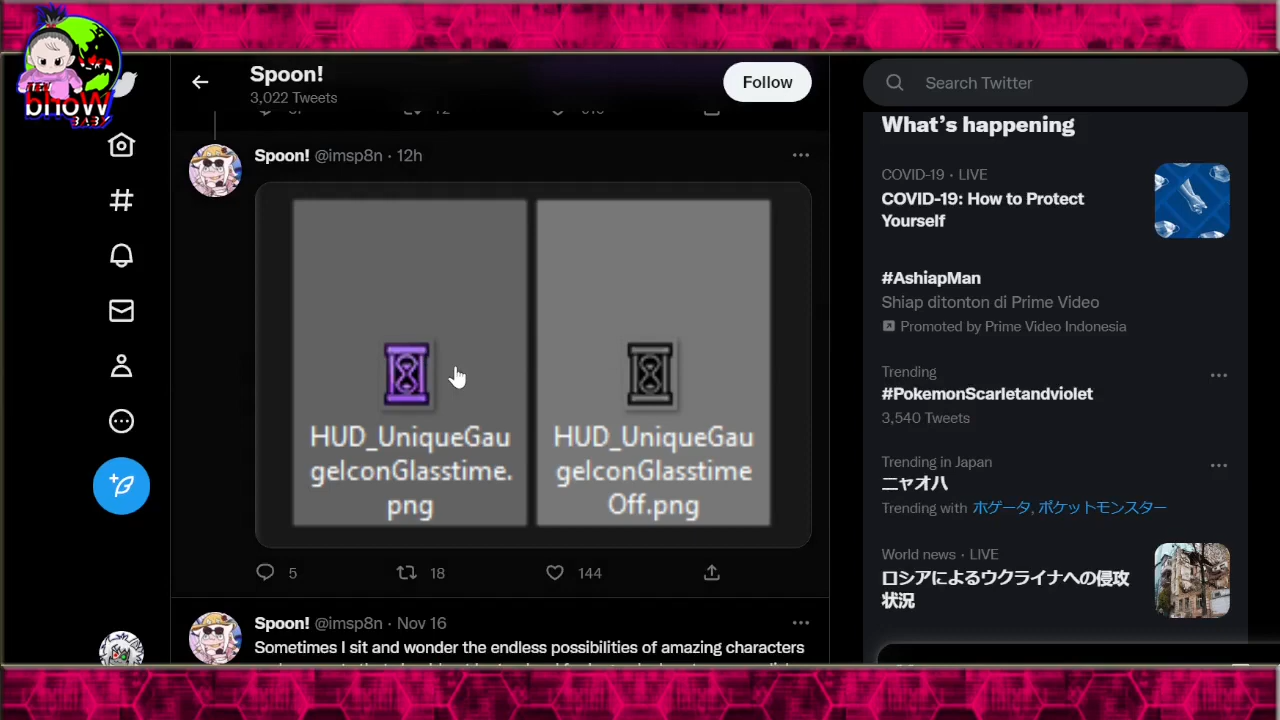 bhoW
BABY
Spoon!
3,022 Tweets
Follow
Search Twitter
Spoon! @imsp8n · 12h
HUD_UniqueGau
geIconGlasstime.
png
HUD_UniqueGau
geIconGlasstime
Off.png
5
18
144
Spoon! @imsp8n · Nov 16
Sometimes I sit and wonder the endless possibilities of amazing characters
What's happening
COVID-19 · LIVE
COVID-19: How to Protect
Yourself
#AshiapMan
Shiap ditonton di Prime Video
Promoted by Prime Video Indonesia
Trending
#PokemonScarletandviolet
3,540 Tweets
Trending in Japan
ニャオハ
Trending with ホゲータ, ポケットモンスター
World news · LIVE
ロシアによるウクライナへの侵攻
状況